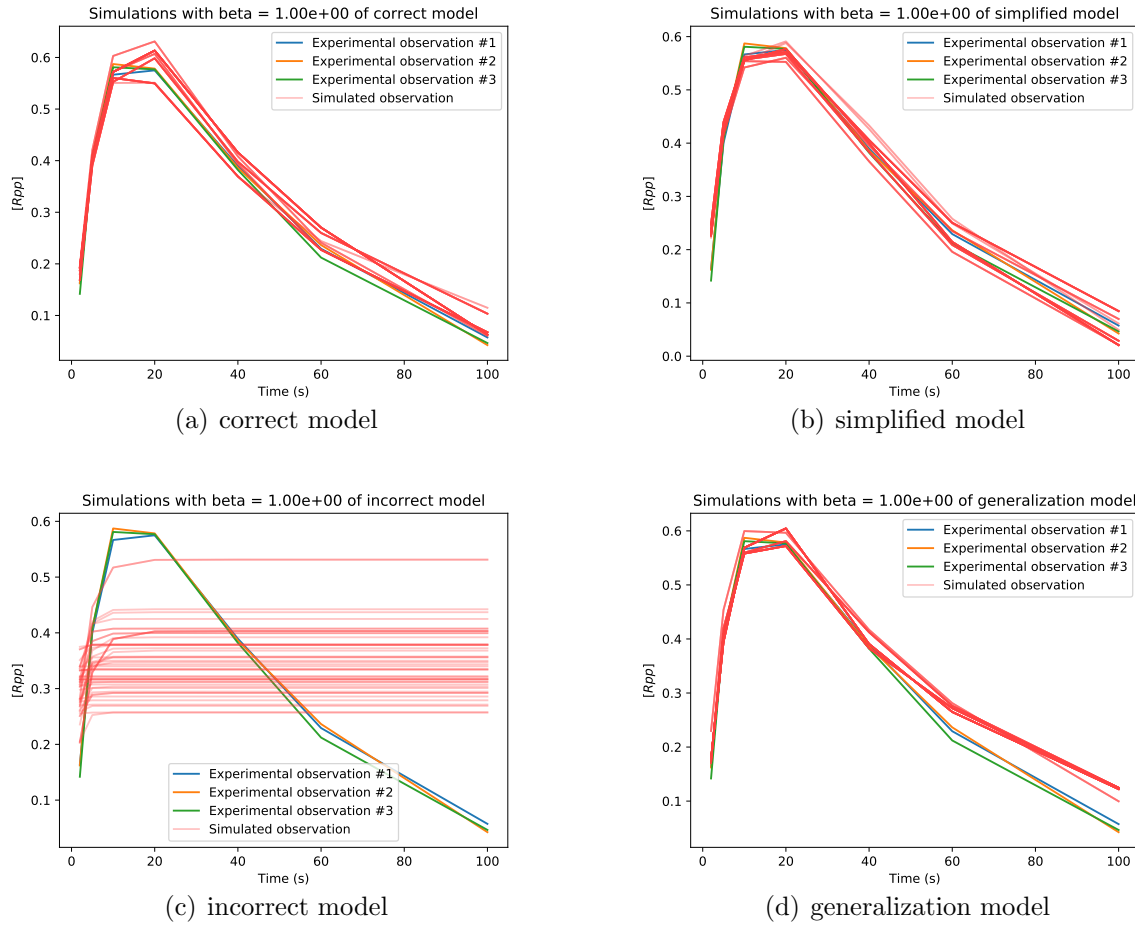 Simulations with beta = 1.00e+00 of correct model
0.6
0.5
0.4
0.3
0.2
0.1
[Rpp]
Experimental observation #1
Experimental observation #2
Experimental observation #3
Simulated observation
0 20 40 60 80 100
Time (s)
(a) correct model
Simulations with beta = 1.00e+00 of simplified model
0.6
0.5
0.4
0.3
0.2
0.1
0.0
[Rpp]
Experimental observation #1
Experimental observation #2
Experimental observation #3
Simulated observation
0 20 40 60 80 100
Time (s)
(b) simplified model
Simulations with beta = 1.00e+00 of incorrect model
0.6
0.5
0.4
0.3
0.2
0.1
[Rpp]
Experimental observation #1
Experimental observation #2
Experimental observation #3
Simulated observation
0 20 40 60 80 100
Time (s)
(c) incorrect model
Simulations with beta = 1.00e+00 of generalization model
0.6
0.5
0.4
0.3
0.2
0.1
[Rpp]
Experimental observation #1
Experimental observation #2
Experimental observation #3
Simulated observation
0 20 40 60 80 100
Time (s)
(d) generalization model